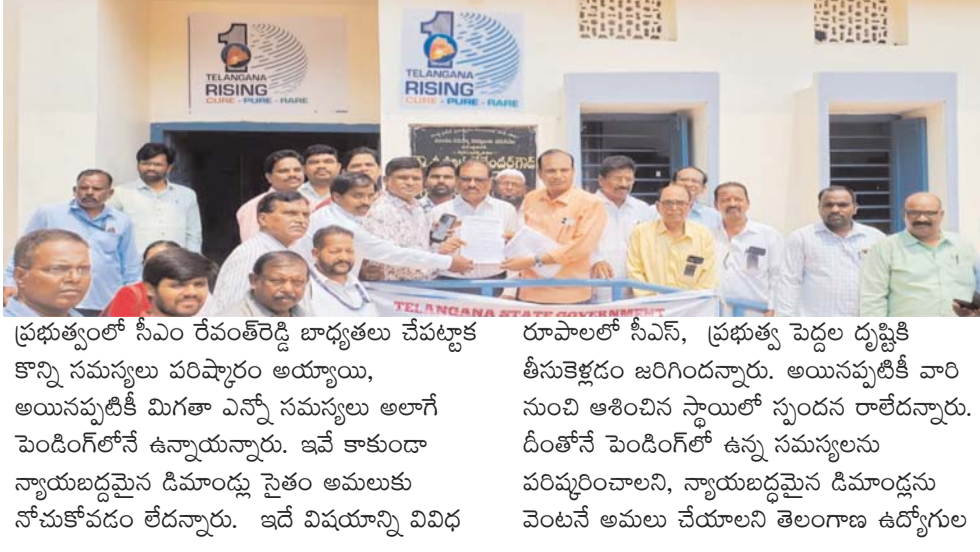 TELANGANA
RISING
CURE - PURE - RARE
TELANGANA
RISING
CURE - PURE - RARE
TELANGANA STATE GOVERNMENT
ప్రభుత్వంలో సీఎం రేవంత్‌రెడ్డి బాధ్యతలు చేపట్టాక
కొన్ని సమస్యలు పరిష్కారం అయ్యాయి,
అయినప్పటికీ మిగతా ఎన్నో సమస్యలు అలాగే
పెండింగ్‌లోనే ఉన్నాయన్నారు. ఇవే కాకుండా
న్యాయబద్దమైన డిమాండ్లు సైతం అమలుకు
నోచుకోవడం లేదన్నారు. ఇదే విషయాన్ని వివిధ
రూపాలలో సీఎస్, ప్రభుత్వ పెద్దల దృష్టికి
తీసుకెళ్లడం జరిగిందన్నారు. అయినప్పటికీ వారి
నుంచి ఆశించిన స్థాయిలో స్పందన రాలేదన్నారు.
దీంతోనే పెండింగ్‌లో ఉన్న సమస్యలను
పరిష్కరించాలని, న్యాయబద్ధమైన డిమాండ్లను
వెంటనే అమలు చేయాలని తెలంగాణ ఉద్యోగుల